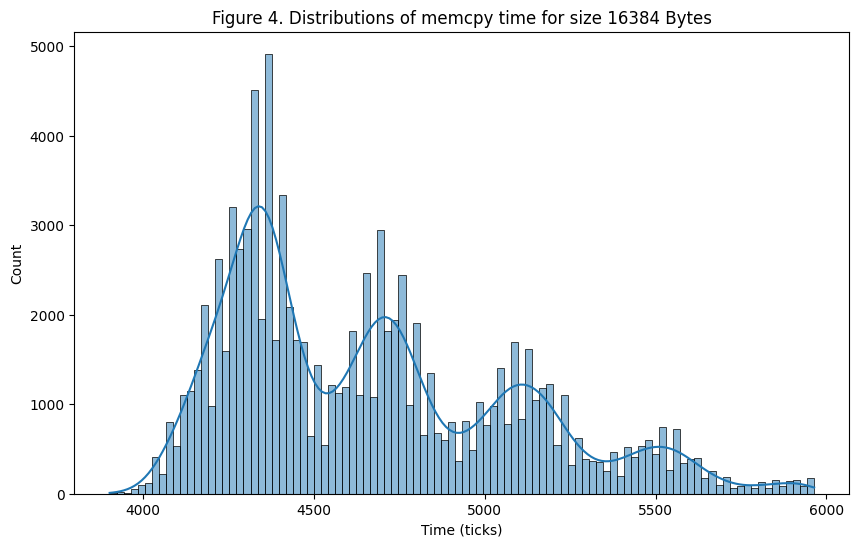 Figure 4. Distributions of memcpy time for size 16384 Bytes
5000
4000
3000
2000
1000
0
Count
4000 4500 5000 5500 6000
Time (ticks)